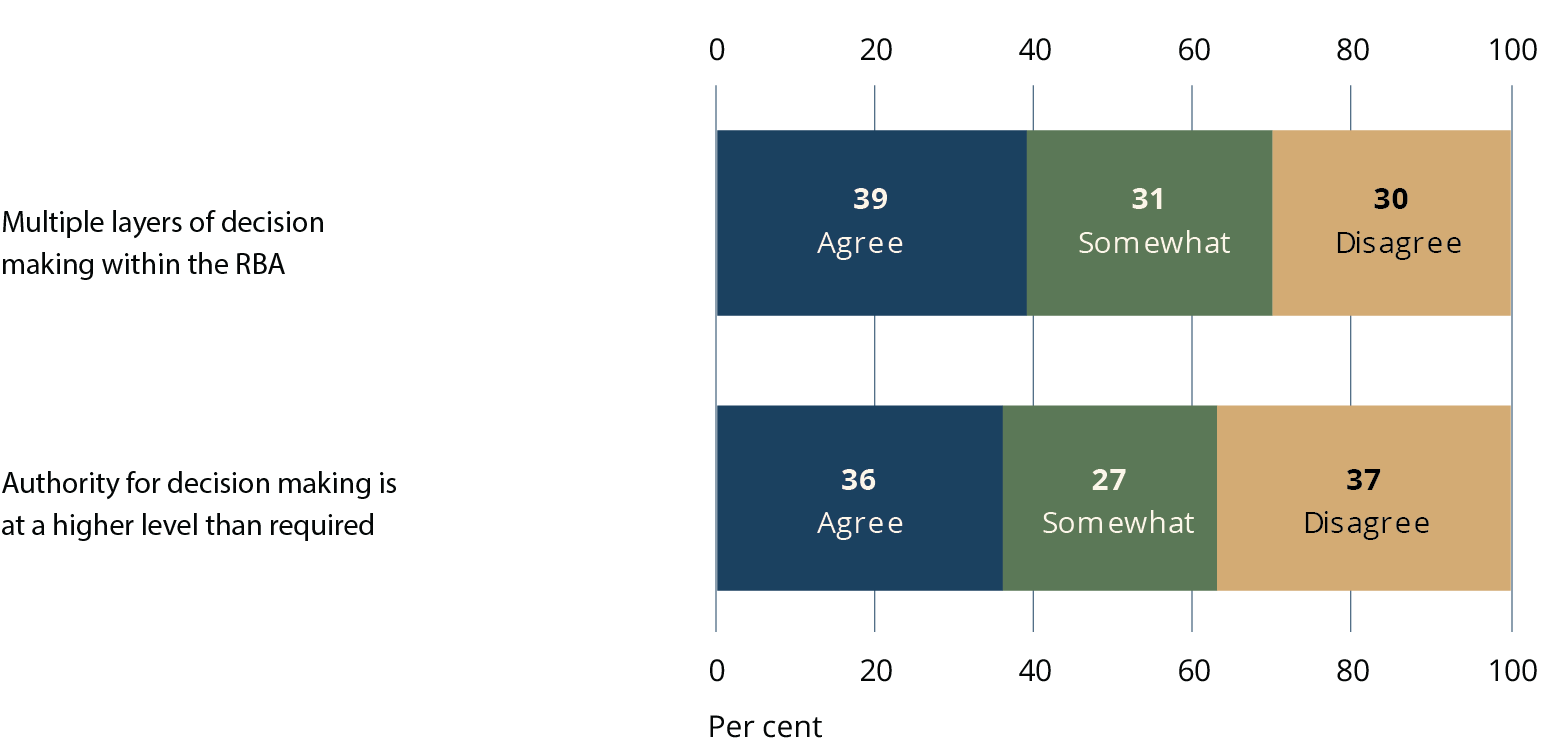 0 20 40 60 80 100
Multiple layers of decision
making within the RBA
39 31 30
Agree Somewhat Disagree
Authority for decision making is
at a higher level than required
36 27 37
Agree Somewhat Disagree
0 20 40 60 80 100
Per cent